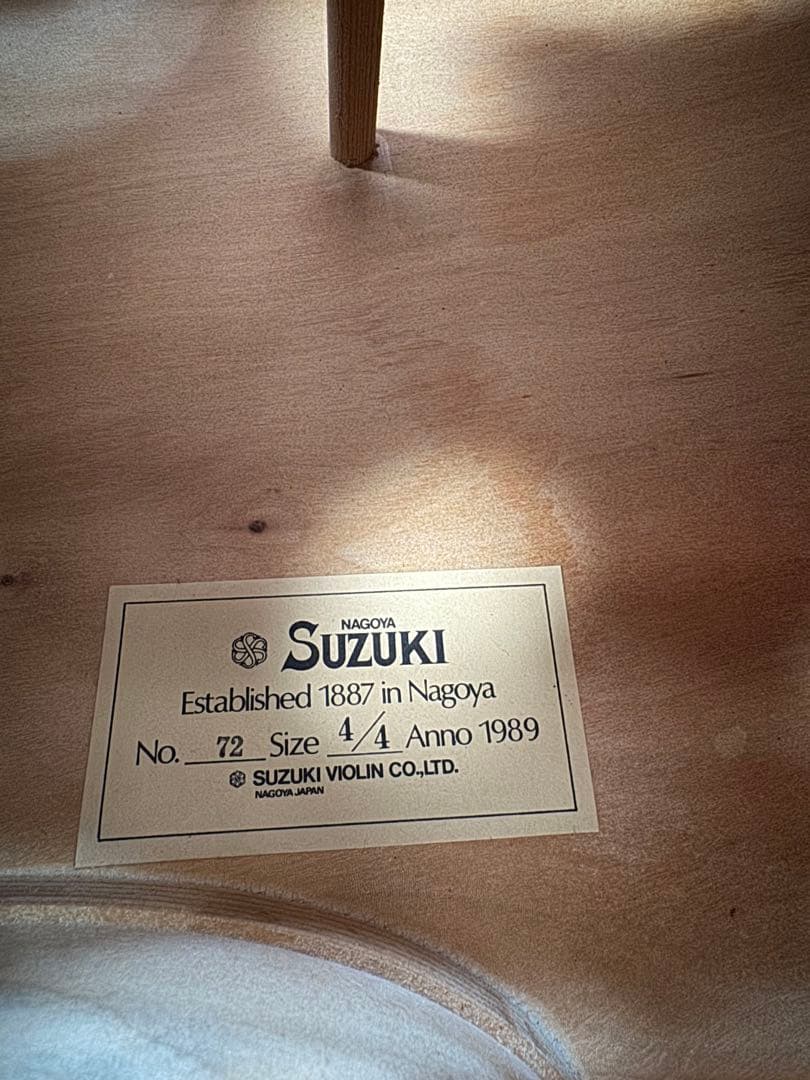 NAGOYA
SUZUKI
Established 1887 in Nagoya
No. 72 Size 4/4 Anno 1989
SUZUKI VIOLIN CO.,LTD.
NAGOYA JAPAN